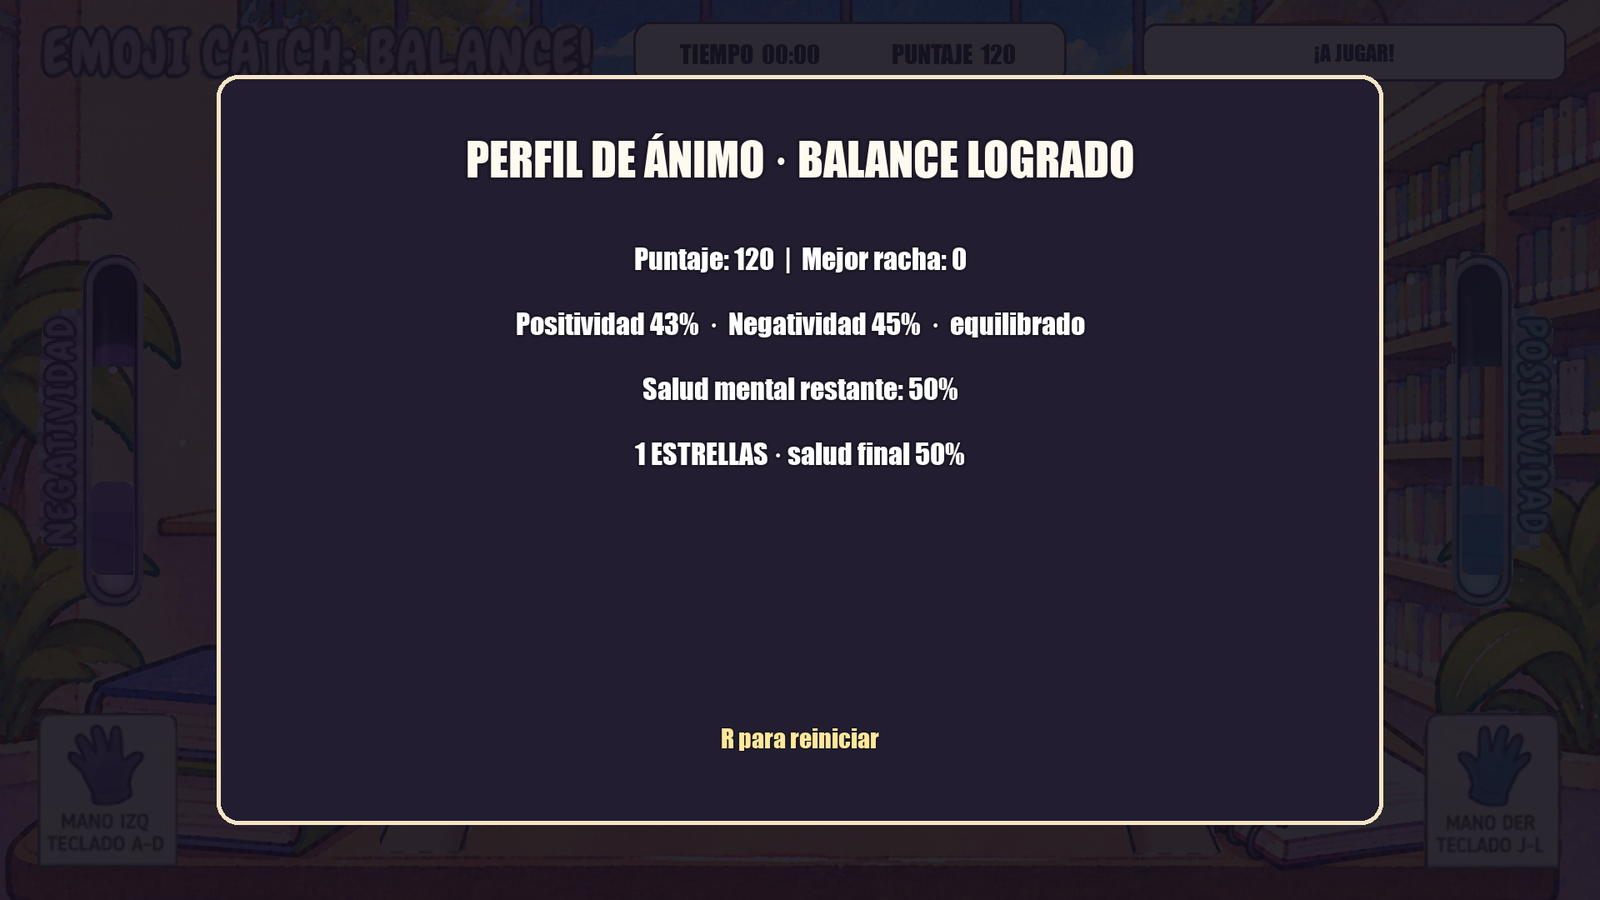 EMOJI CATCH: BALANCE!
TIEMPO 00:00
PUNTAJE 120
¡A JUGAR!
PERFIL DE ÁNIMO · BALANCE LOGRADO
Puntaje: 120 | Mejor racha: 0
Positividad 43% · Negatividad 45% · equilibrado
Salud mental restante: 50%
1 ESTRELLAS · salud final 50%
R para reiniciar
NEGATIVIDAD
POSITIVIDAD
MANO IZQ
TECLADO A-D
MANO DER
TECLADO J-L